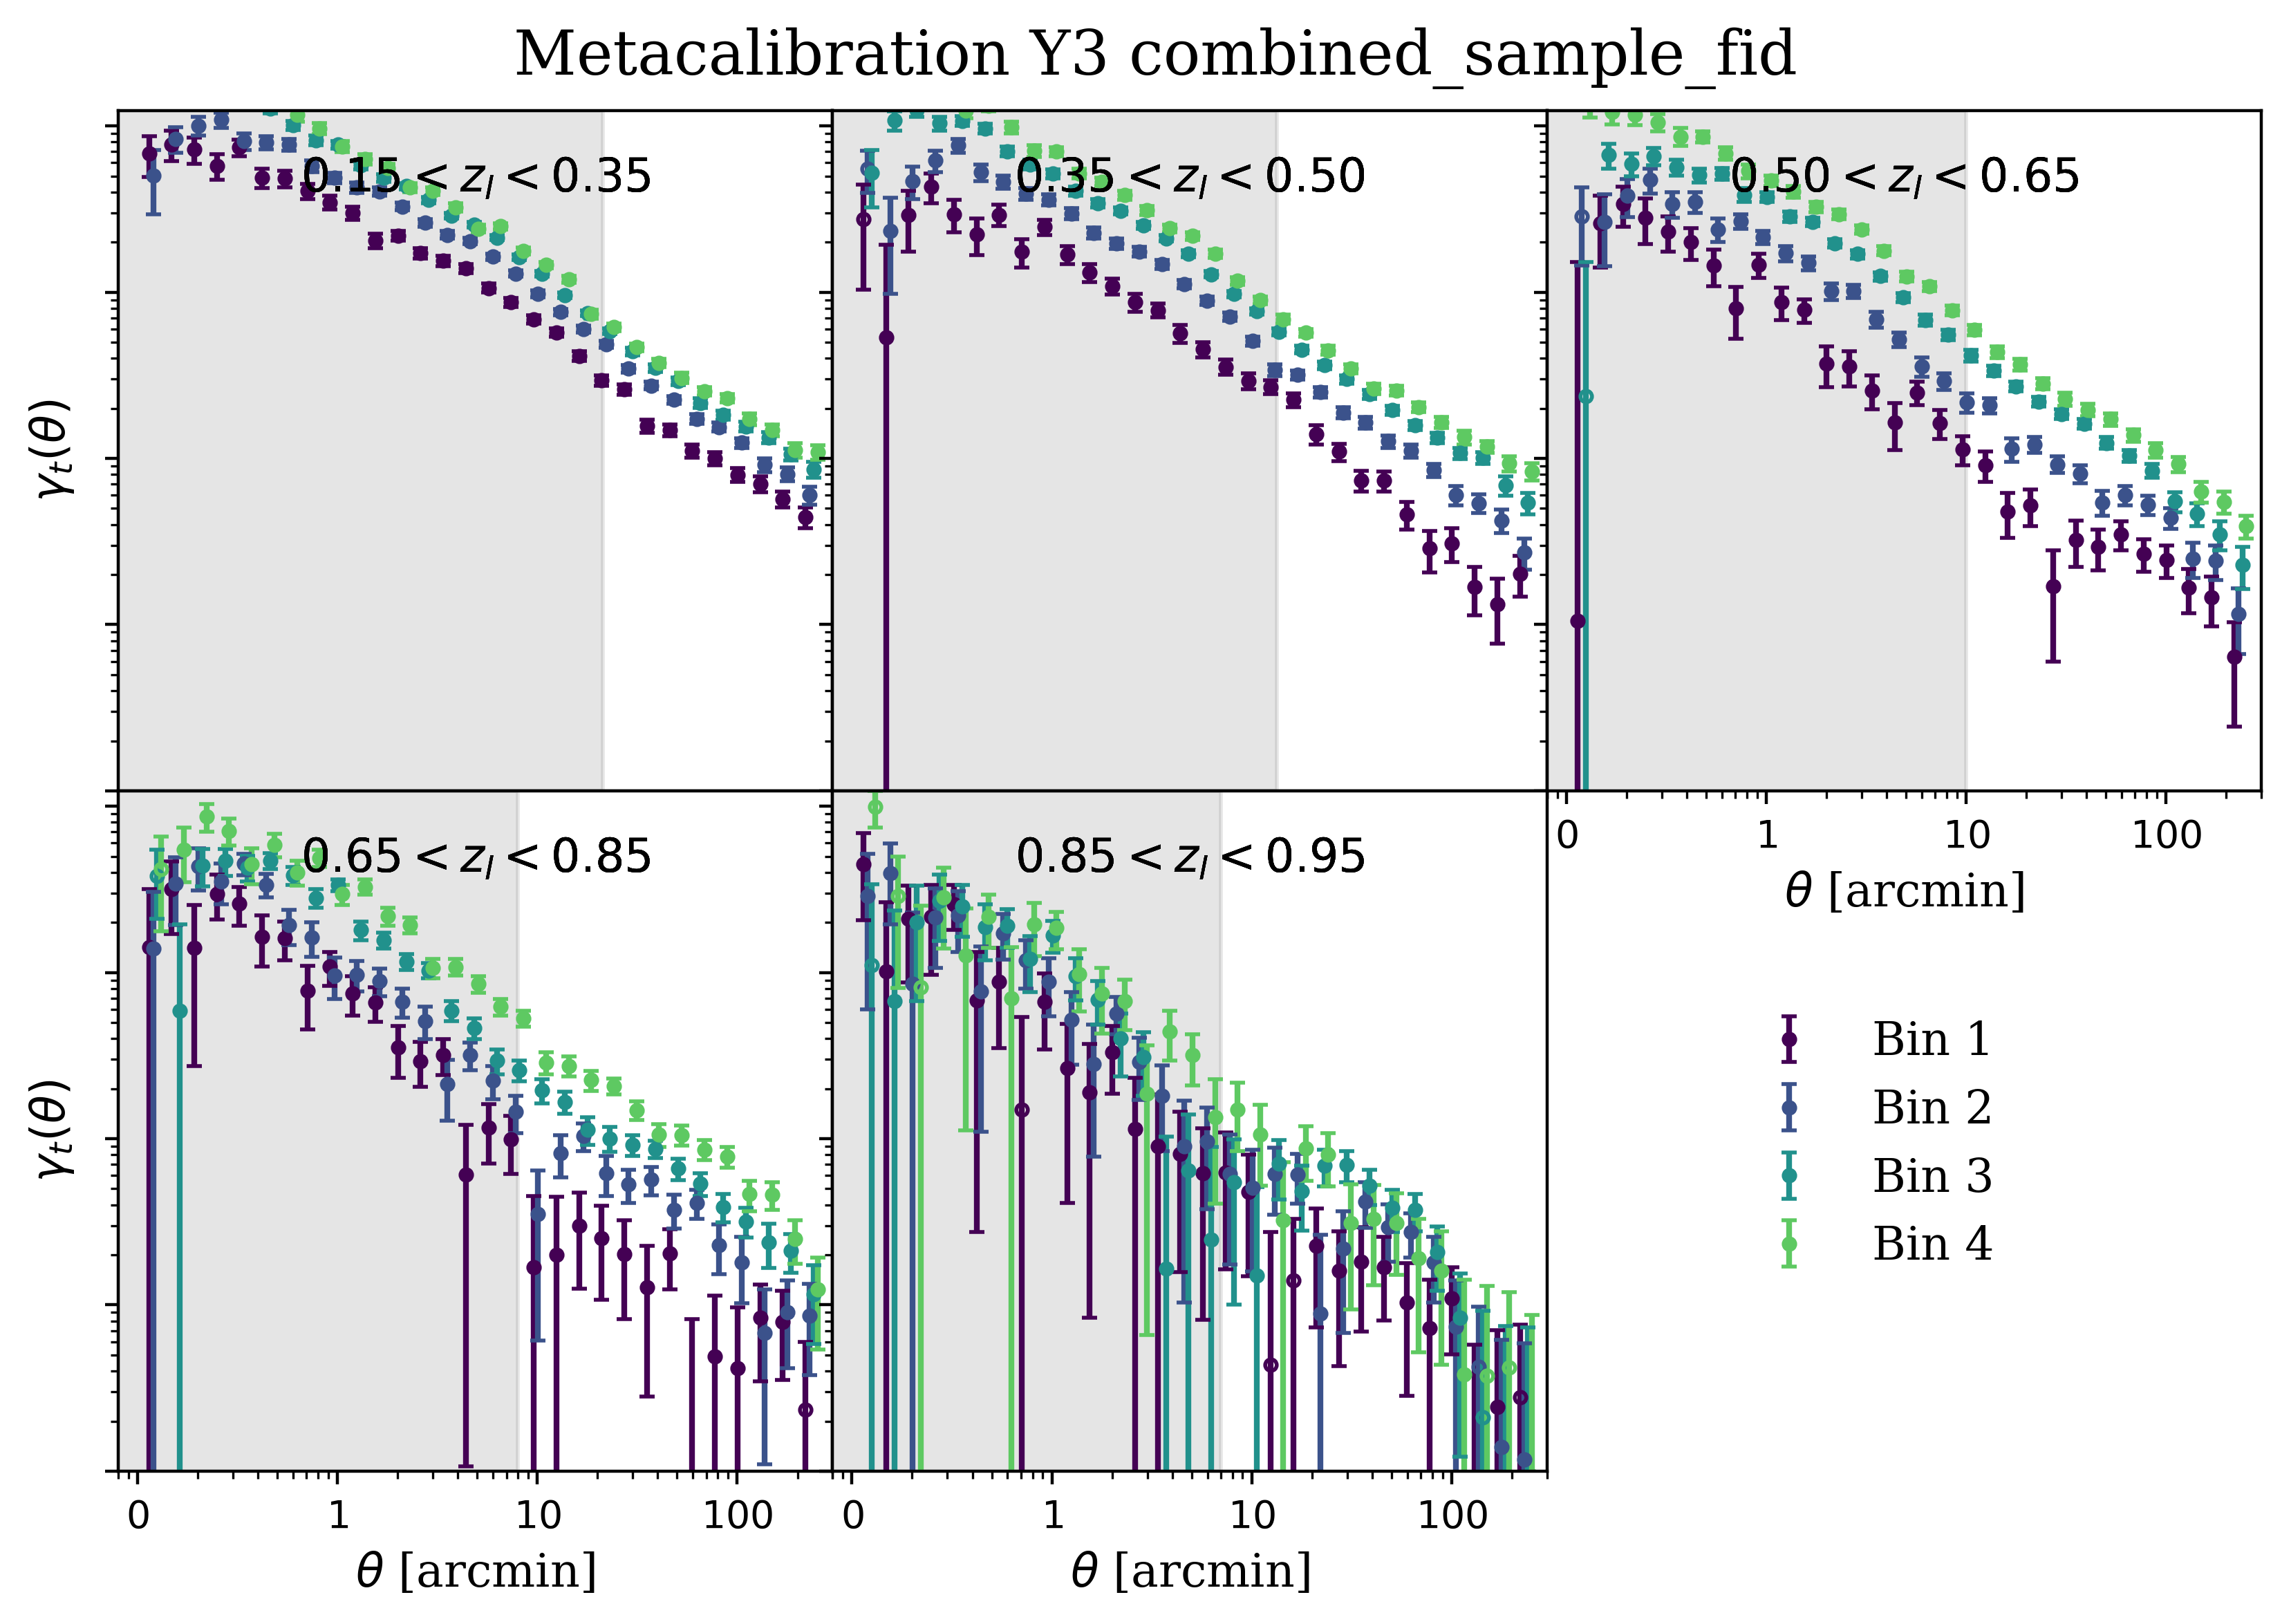 Metacalibration Y3 combined_sample_fid
0.15 < z_l < 0.35
0.35 < z_l < 0.50
0.50 < z_l < 0.65
γ_t(θ)
0 1 10 100
θ [arcmin]
0.65 < z_l < 0.85
0.85 < z_l < 0.95
γ_t(θ)
Bin 1
Bin 2
Bin 3
Bin 4
0 1 10 100
0 1 10 100
θ [arcmin]
θ [arcmin]